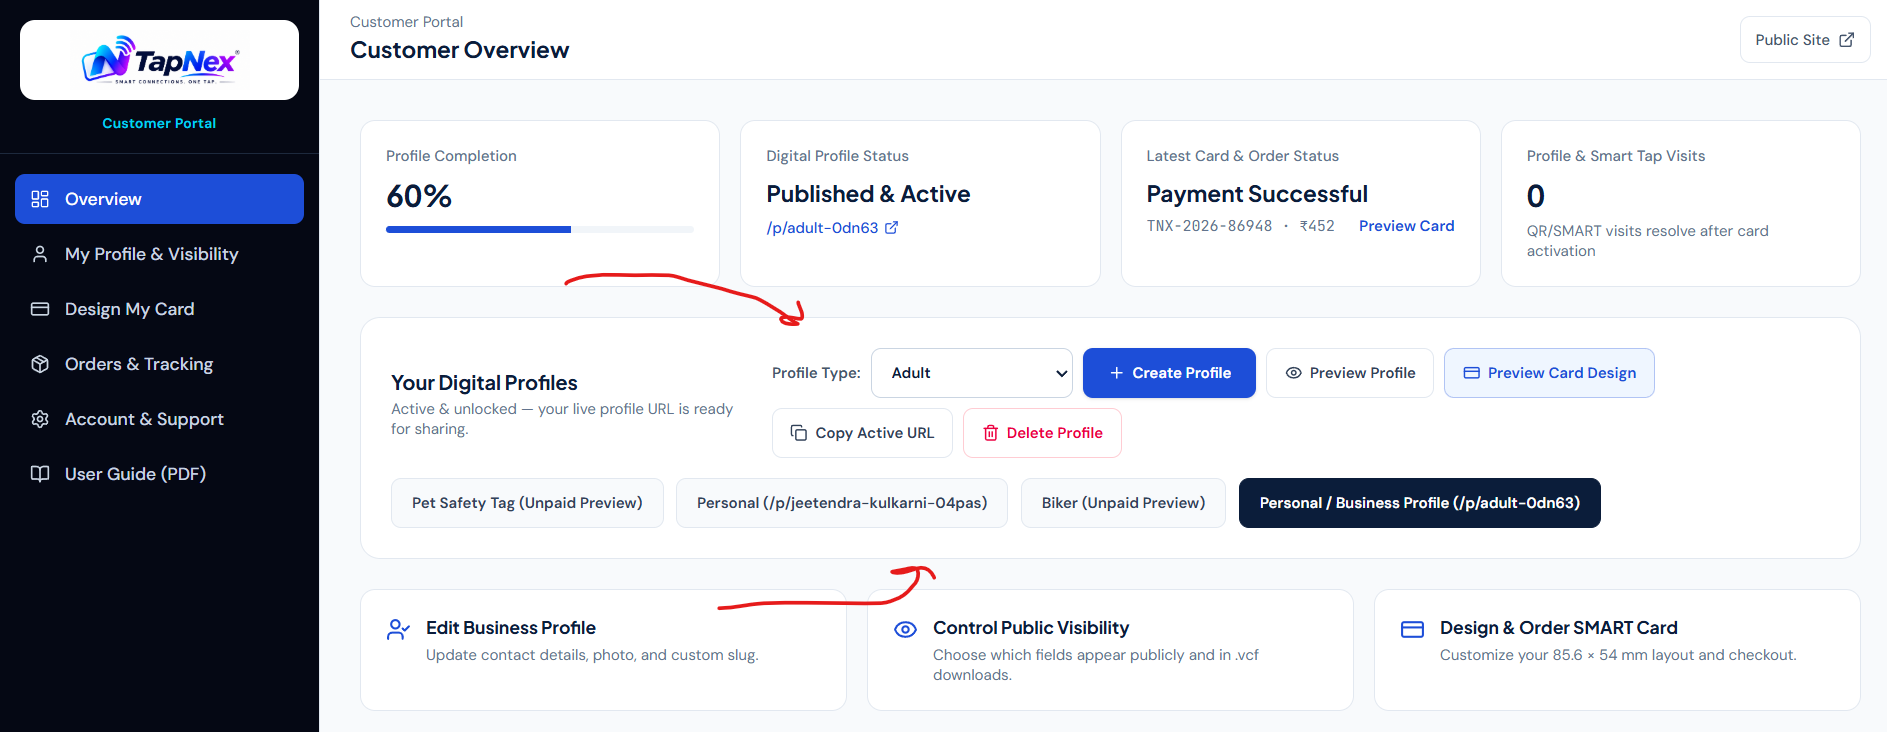 TapNex®
SMART CONNECTIONS. ONE TAP.
Customer Portal
Overview
My Profile & Visibility
Design My Card
Orders & Tracking
Account & Support
User Guide (PDF)
Customer Portal
Customer Overview
Public Site
Profile Completion
60%
Digital Profile Status
Published & Active
/p/adult-0dn63
Latest Card & Order Status
Payment Successful
TNX-2026-86948 · ₹452 Preview Card
Profile & Smart Tap Visits
0
QR/SMART visits resolve after card
activation
Your Digital Profiles
Active & unlocked — your live profile URL is ready
for sharing.
Profile Type: Adult Create Profile Preview Profile Preview Card Design
Copy Active URL Delete Profile
Pet Safety Tag (Unpaid Preview) Personal (/p/jeetendra-kulkarni-04pas) Biker (Unpaid Preview) Personal / Business Profile (/p/adult-0dn63)
Edit Business Profile
Update contact details, photo, and custom slug.
Control Public Visibility
Choose which fields appear publicly and in .vcf
downloads.
Design & Order SMART Card
Customize your 85.6 × 54 mm layout and checkout.